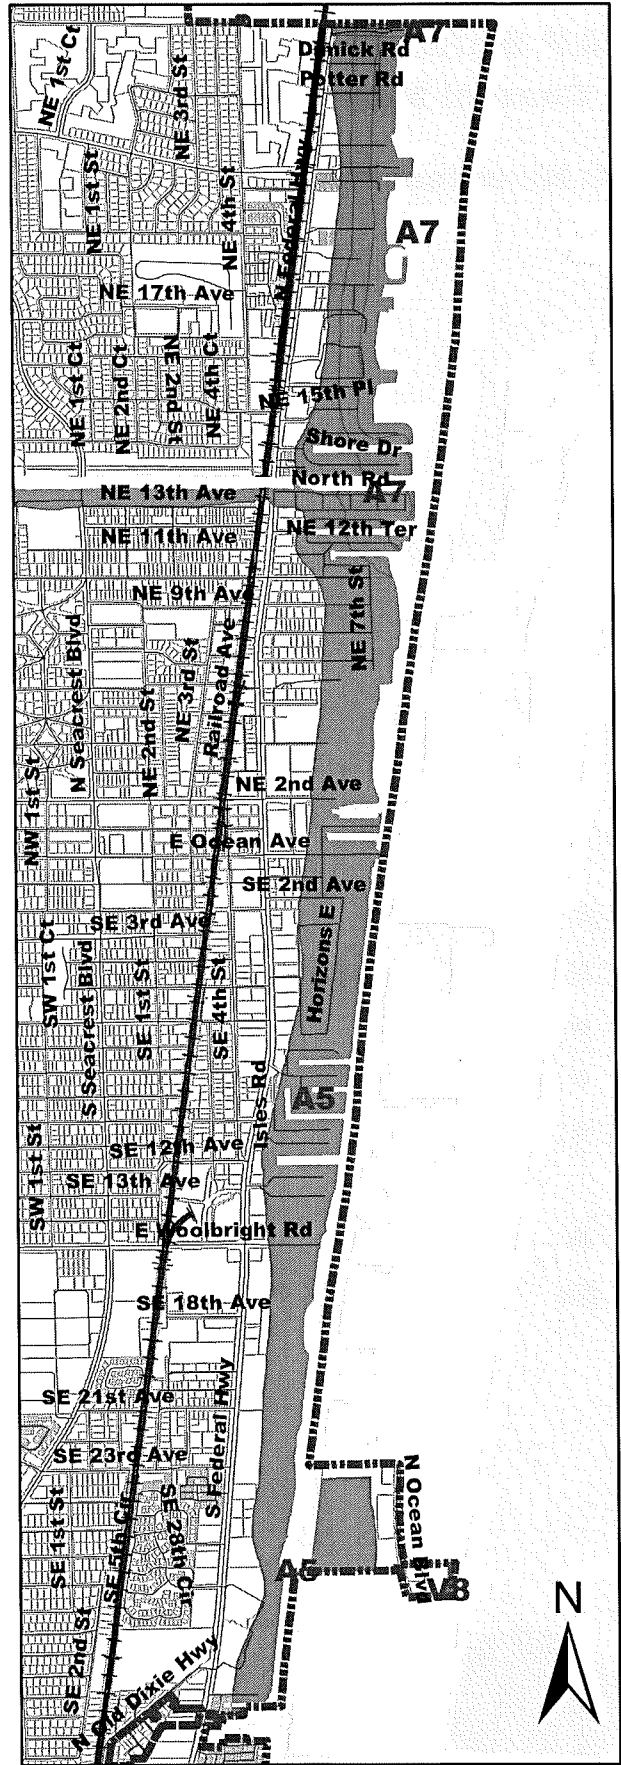 A7
Dimick Rd
Potter Rd
NE 1st Ct
NE 3rd St
N Federal Hwy
NE 1st St
NE 4th St
A7
NE 17th Ave
NE 1st Ct
NE 2nd Ct
NE 2nd St
NE 4th Ct
NE 15th Pl
Shore Dr
North Rd
A7
NE 13th Ave
NE 12th Ter
NE 11th Ave
NE 9th Ave
NE 7th St
N Seacrest Blvd
NE 3rd St
Railroad Ave
NE 2nd St
NW 1st St
NE 2nd Ave
E Ocean Ave
SE 2nd Ave
SE 3rd Ave
Horizons E
SW 1st Ct
S Seacrest Blvd
SE 1st St
SE 4th St
Isles Rd
A5
SE 12th Ave
SW 1st St
SE 13th Ave
E Woolbright Rd
SE 18th Ave
SE 21st Ave
S Federal Hwy
SE 23rd Ave
N Ocean Blvd
SE 1st St
SE 5th Cir
SE 28th Cir
V8
N
SE 2nd St
N Old Dixie Hwy